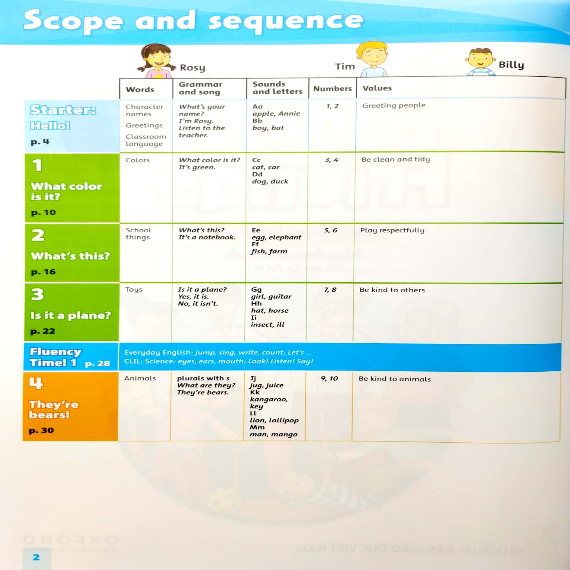 Scope and sequence
Rosy
Tim
Billy
Words
Grammar
and song
Sounds
and letters
Numbers
Values
Starter:
Hello!
p. 4
Character
names
Greetings
Classroom
language
What's your
name?
I'm Rosy.
Listen to the
teacher.
Aa
apple, Annie
Bb
boy, bat
1, 2
Greeting people
1
What color
is it?
p. 10
Colors
What color is it?
It's green.
Cc
cat, car
Dd
dog, duck
3, 4
Be clean and tidy
2
What's this?
p. 16
School
things
What's this?
It's a notebook.
Ee
egg, elephant
Ff
fish, farm
5, 6
Play respectfully
3
Is it a plane?
p. 22
Toys
Is it a plane?
Yes, it is.
No, it isn't.
Gg
girl, guitar
Hh
hat, horse
Ii
insect, ill
7, 8
Be kind to others
Fluency
Time! 1 p. 28
Everyday English: jump, sing, write, count; Let's ...
CLIL: Science: eyes, ears, mouth; Look! Listen! Say!
4
They're
bears!
p. 30
Animals
plurals with s
What are they?
They're bears.
Jj
jug, juice
Kk
kangaroo,
key
Ll
lion, lollipop
Mm
man, mango
9, 10
Be kind to animals
OXFORD
NHÀ XUẤT BẢN GIÁO DỤC VIỆT NAM
2